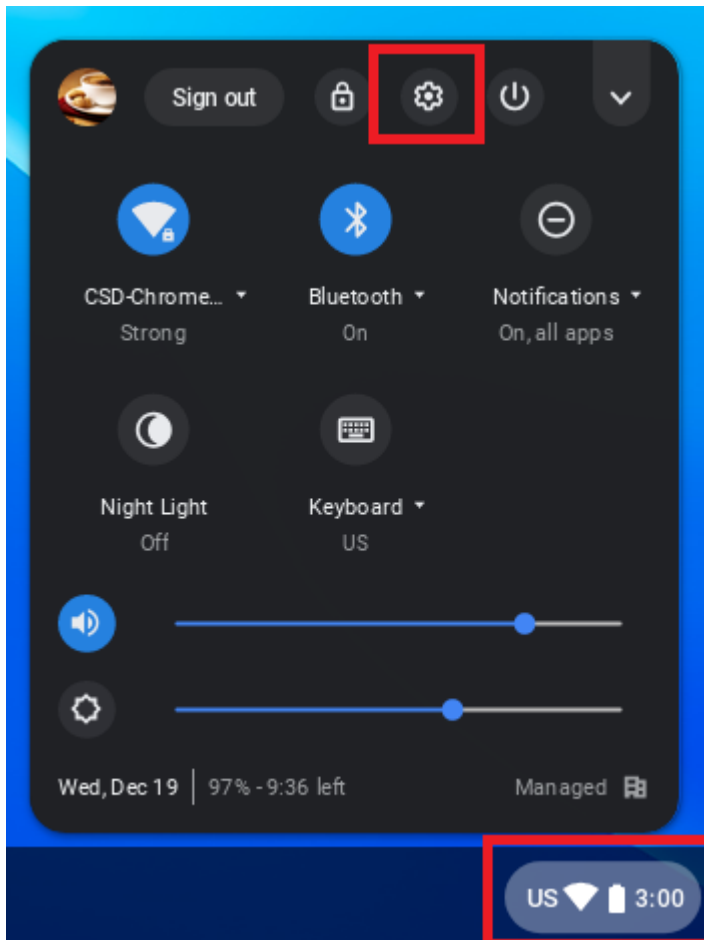 Sign out
CSD-Chrome... Bluetooth Notifications
Strong On On, all apps
Night Light Keyboard
Off US
Wed, Dec 19 97% - 9:36 left Managed
US 3:00